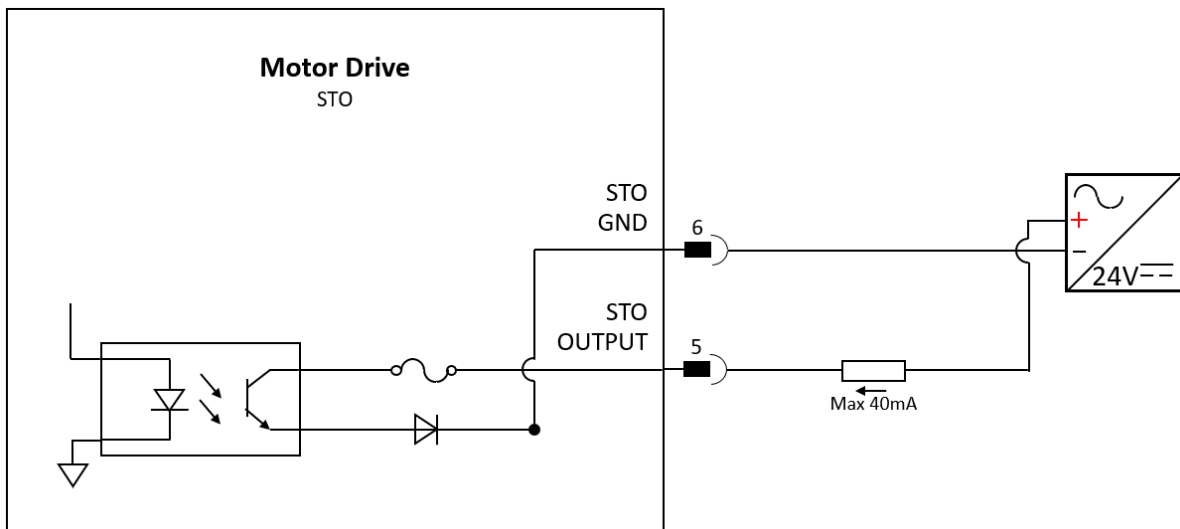 Motor Drive
STO
STO
GND
6
+
−
24V
STO
OUTPUT
5
Max 40mA